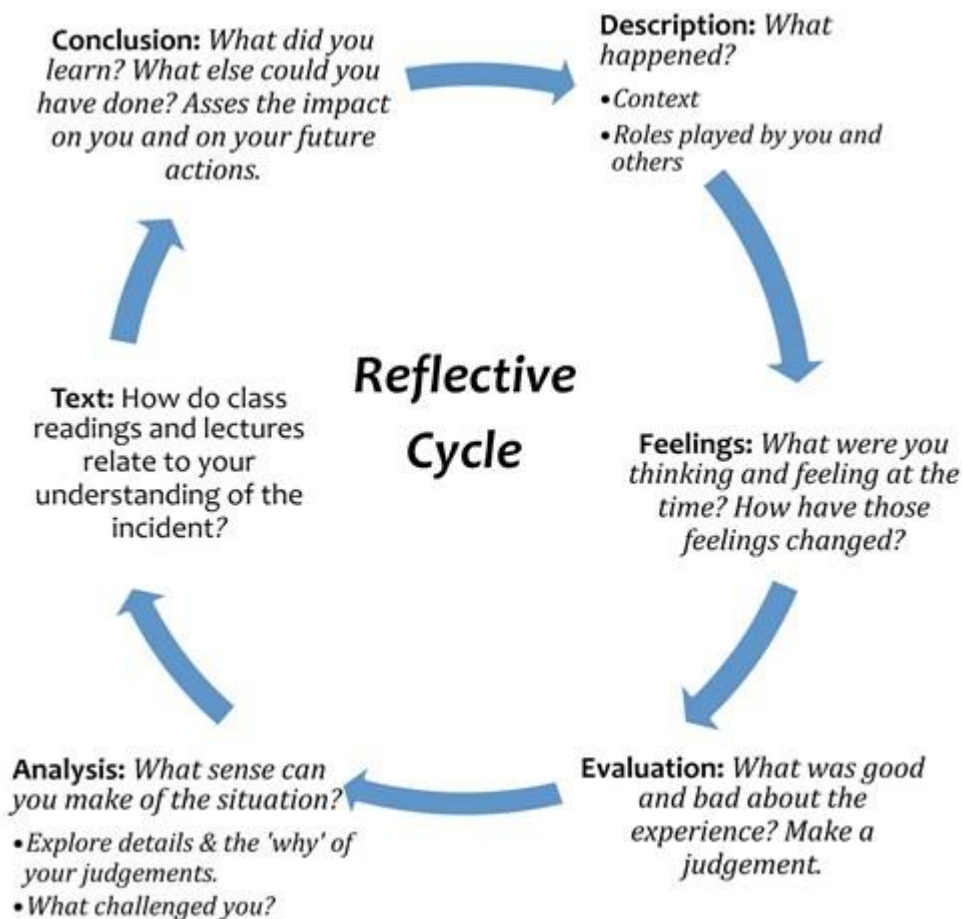 Reflective
Cycle
Description: What
happened?
•Context
•Roles played by you and
others
Feelings: What were you
thinking and feeling at the
time? How have those
feelings changed?
Evaluation: What was good
and bad about the
experience? Make a
judgement.
Analysis: What sense can
you make of the situation?
•Explore details & the 'why' of
your judgements.
•What challenged you?
Text: How do class
readings and lectures
relate to your
understanding of the
incident?
Conclusion: What did you
learn? What else could you
have done? Asses the impact
on you and on your future
actions.